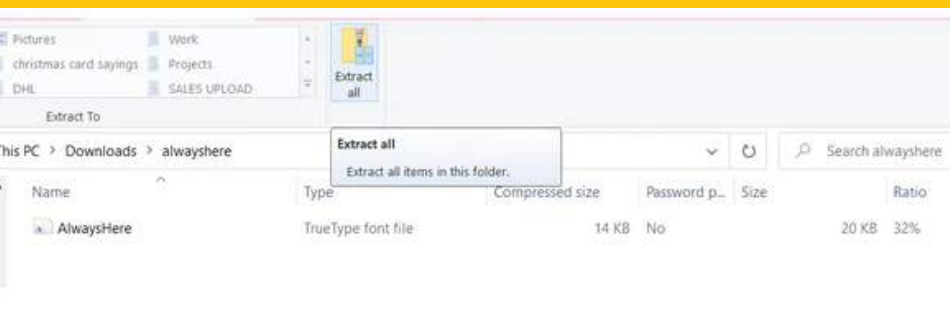 Pictures Work
christmas card sayings Projects
DHL SALES UPLOAD
Extract all
Extract To
This PC > Downloads > alwayshere
Search alwayshere
Extract all
Extract all items in this folder.
Name Type Compressed size Password p... Size Ratio
AlwaysHere TrueType font file 14 KB No 20 KB 32%